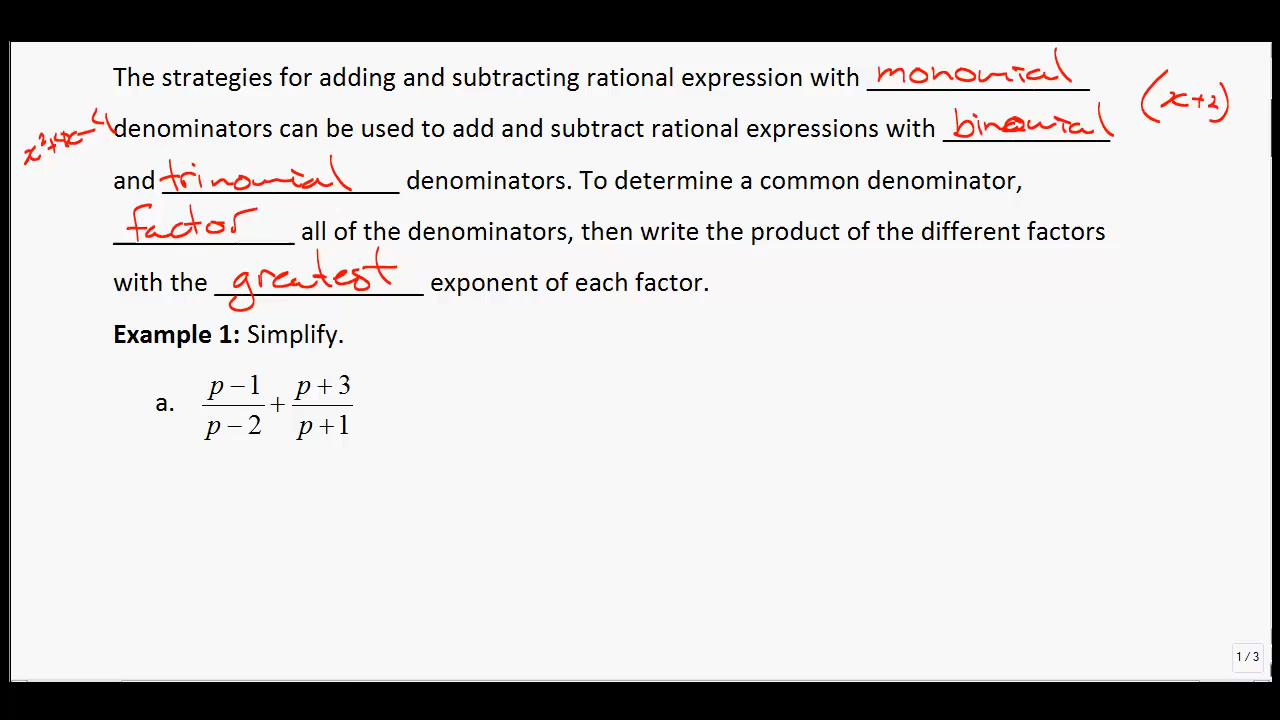 The strategies for adding and subtracting rational expression with monomial
(x+2)
x²+4x-4
denominators can be used to add and subtract rational expressions with binomial
and trinomial denominators. To determine a common denominator,
factor all of the denominators, then write the product of the different factors
with the greatest exponent of each factor.
Example 1: Simplify.
a. (p − 1)/(p − 2) + (p + 3)/(p + 1)
1/3